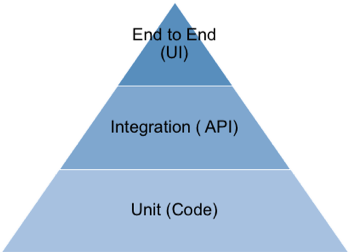 End to End
(UI)
Integration ( API)
Unit (Code)